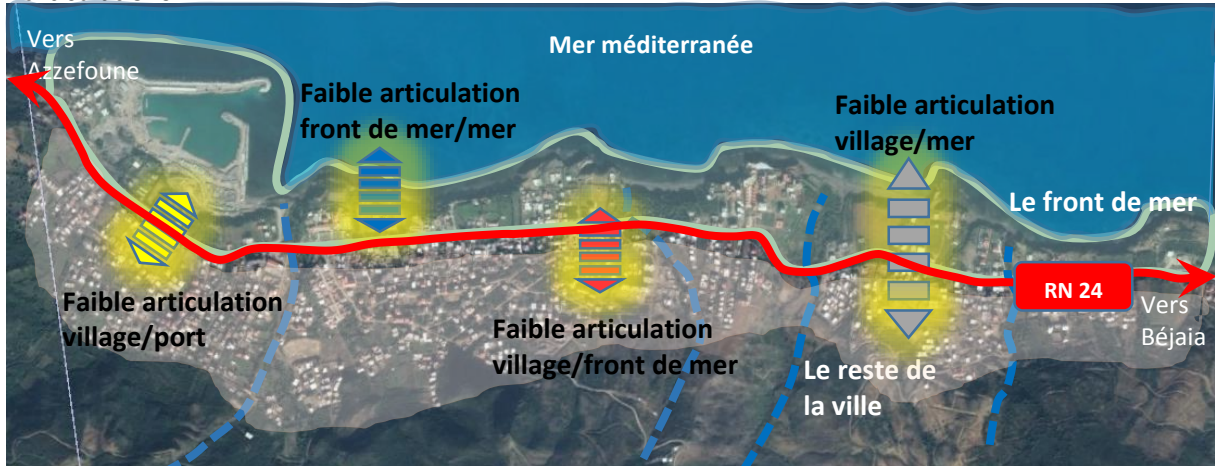 Vers
Azzefoune
Mer méditerranée
Faible articulation
front de mer/mer
Faible articulation
village/mer
Le front de mer
RN 24
Vers
Béjaia
Faible articulation
village/port
Faible articulation
village/front de mer
Le reste de
la ville